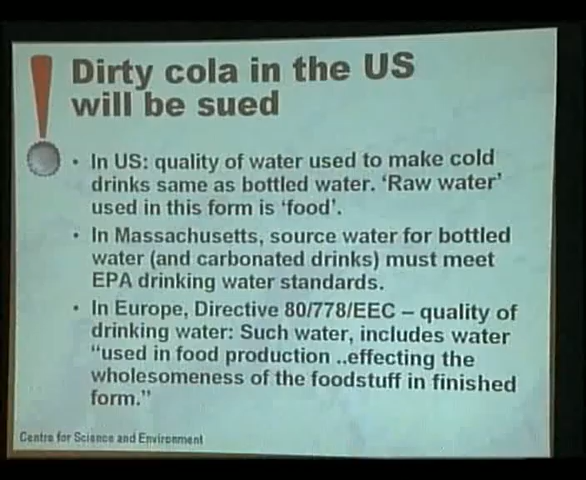 Dirty cola in the US
will be sued
• In US: quality of water used to make cold
drinks same as bottled water. 'Raw water'
used in this form is 'food'.
• In Massachusetts, source water for bottled
water (and carbonated drinks) must meet
EPA drinking water standards.
• In Europe, Directive 80/778/EEC – quality of
drinking water: Such water, includes water
"used in food production ..effecting the
wholesomeness of the foodstuff in finished
form."
Centre for Science and Environment